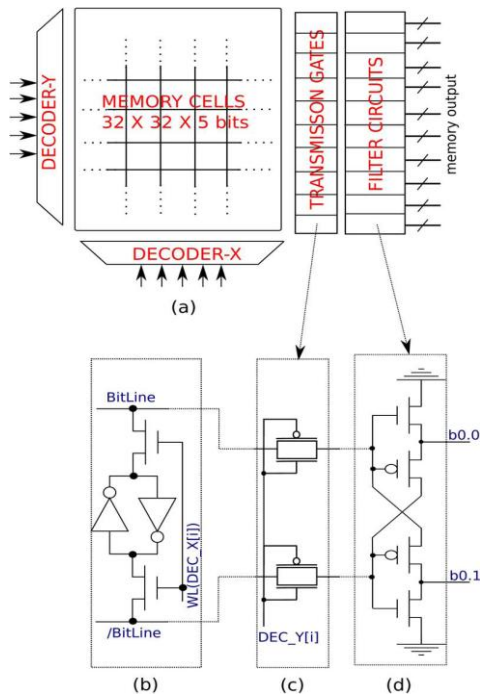 DECODER-Y
MEMORY CELLS
32 X 32 X 5 bits
TRANSMISSON GATES
FILTER CIRCUITS
memory output
DECODER-X
(a)
BitLine
WL(DEC_X[i])
/BitLine
DEC_Y[i]
b0.0
b0.1
(b)
(c)
(d)